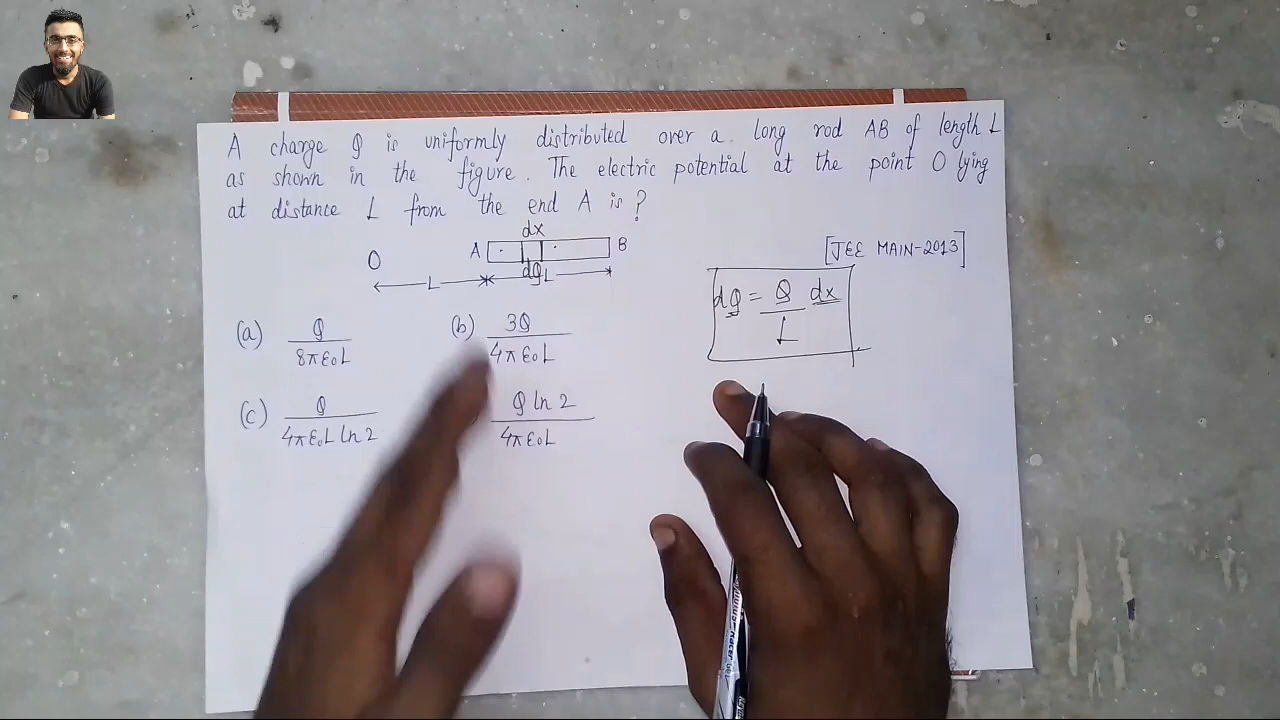 A charge Q is uniformly distributed over a long rod AB of length L
as shown in the figure. The electric potential at the point O lying
at distance L from the end A is ?
dx
A B
O
dq L
L
[JEE MAIN-2013]
dq = Q/L dx
(a) Q/8πε₀L (b) 3Q/4πε₀L
(c) Q/4πε₀L ln 2 Q ln 2/4πε₀L